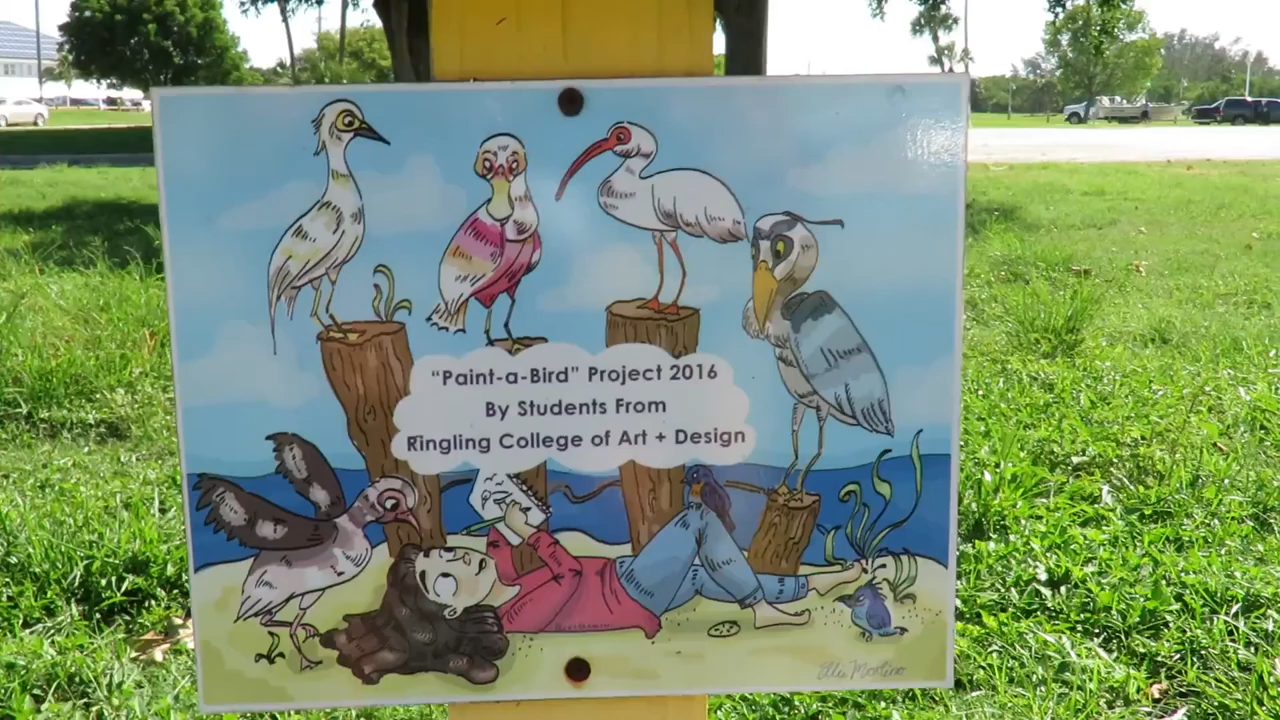 “Paint-a-Bird” Project 2016
By Students From
Ringling College of Art + Design